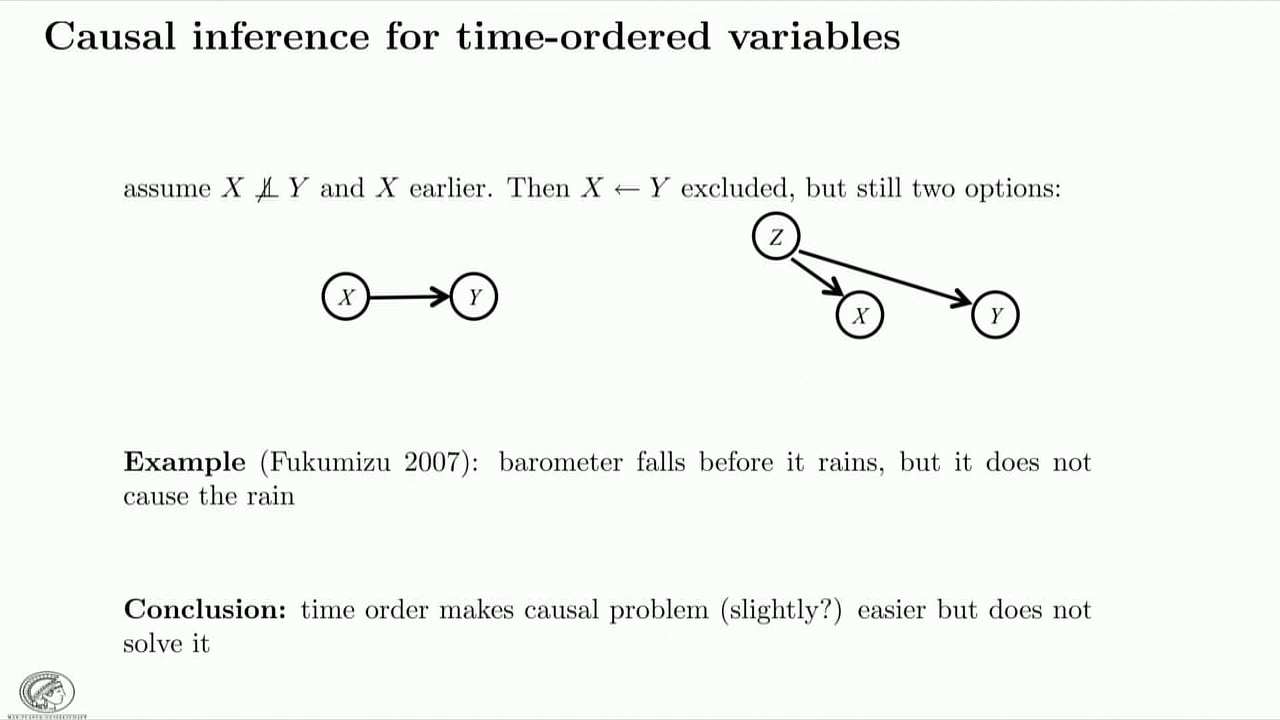 Causal inference for time-ordered variables
assume X ⫫̸ Y and X earlier. Then X ← Y excluded, but still two options:
Z
X Y
X Y
Example (Fukumizu 2007): barometer falls before it rains, but it does not
cause the rain
Conclusion: time order makes causal problem (slightly?) easier but does not
solve it